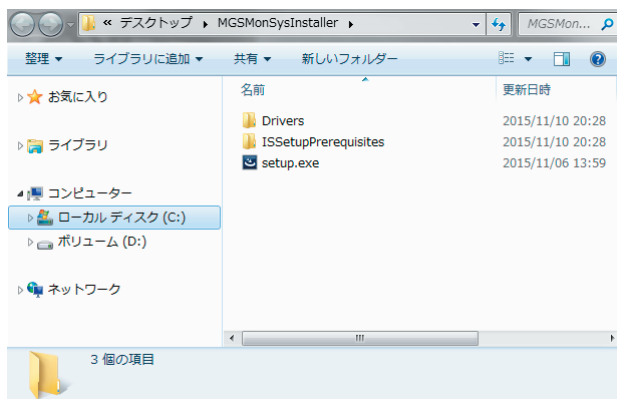 « デスクトップ ▸ MGSMonSysInstaller ▸ MGSMon...
整理 ▼ ライブラリに追加 ▼ 共有 ▼ 新しいフォルダー
お気に入り
ライブラリ
コンピューター
ローカル ディスク (C:)
ボリューム (D:)
ネットワーク
名前 更新日時
Drivers 2015/11/10 20:28
ISSetupPrerequisites 2015/11/10 20:28
setup.exe 2015/11/06 13:59
3 個の項目